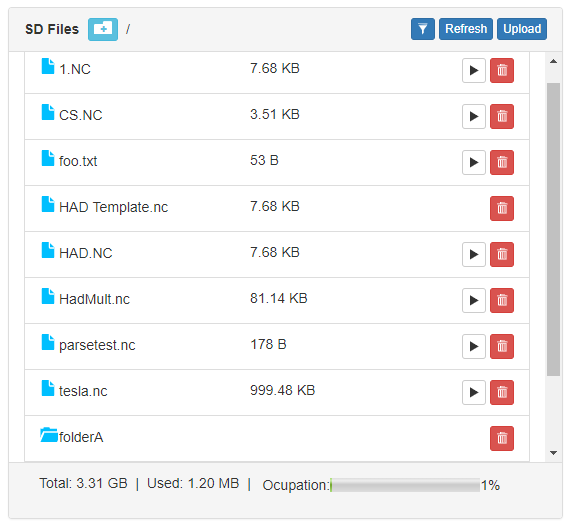 SD Files / Refresh Upload
1.NC 7.68 KB
CS.NC 3.51 KB
foo.txt 53 B
HAD Template.nc 7.68 KB
HAD.NC 7.68 KB
HadMult.nc 81.14 KB
parsetest.nc 178 B
tesla.nc 999.48 KB
folderA
Total: 3.31 GB | Used: 1.20 MB | Ocupation: 1%